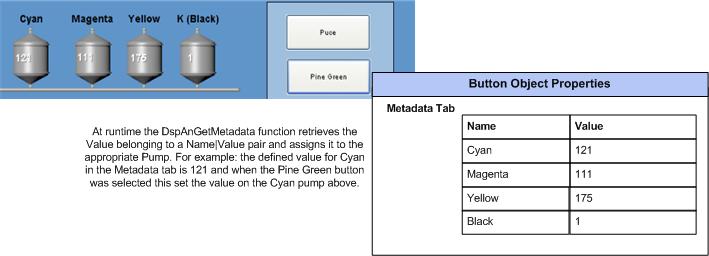 Cyan Magenta Yellow K (Black)
121 111 175 1
Puce
Pine Green
At runtime the DspAnGetMetadata function retrieves the
Value belonging to a Name|Value pair and assigns it to the
appropriate Pump. For example: the defined value for Cyan
in the Metadata tab is 121 and when the Pine Green button
was selected this set the value on the Cyan pump above.
Button Object Properties
Metadata Tab
Name Value
Cyan 121
Magenta 111
Yellow 175
Black 1